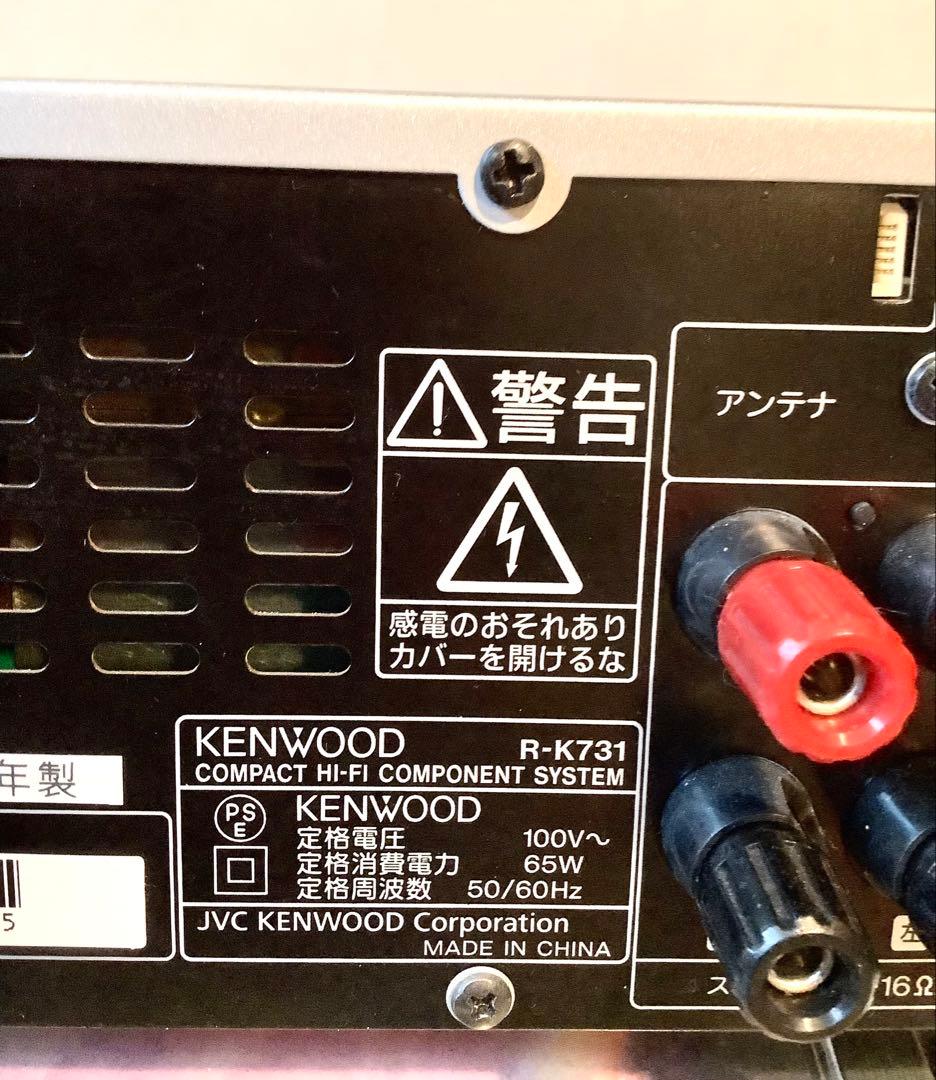 警告
アンテナ
感電のおそれあり
カバーを開けるな
KENWOOD R-K731
COMPACT HI-FI COMPONENT SYSTEM
年製
PS
E
KENWOOD
定格電圧 100V～
定格消費電力 65W
定格周波数 50/60Hz
5
JVC KENWOOD Corporation
MADE IN CHINA
左
16Ω